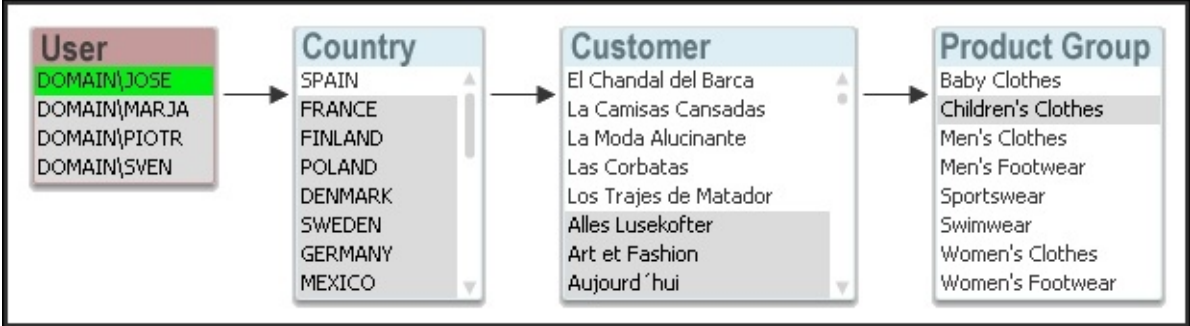 User
DOMAIN\JOSE
DOMAIN\MARJA
DOMAIN\PIOTR
DOMAIN\SVEN
Country
SPAIN
FRANCE
FINLAND
POLAND
DENMARK
SWEDEN
GERMANY
MEXICO
Customer
El Chandal del Barca
La Camisas Cansadas
La Moda Alucinante
Las Corbatas
Los Trajes de Matador
Alles Lusekofter
Art et Fashion
Aujourd´hui
Product Group
Baby Clothes
Children's Clothes
Men's Clothes
Men's Footwear
Sportswear
Swimwear
Women's Clothes
Women's Footwear